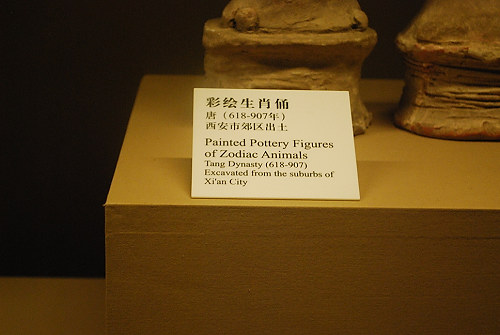 彩绘生肖俑
唐（618-907年）
西安市郊区出土
Painted Pottery Figures
of Zodiac Animals
Tang Dynasty (618-907)
Excavated from the suburbs of
Xi'an City